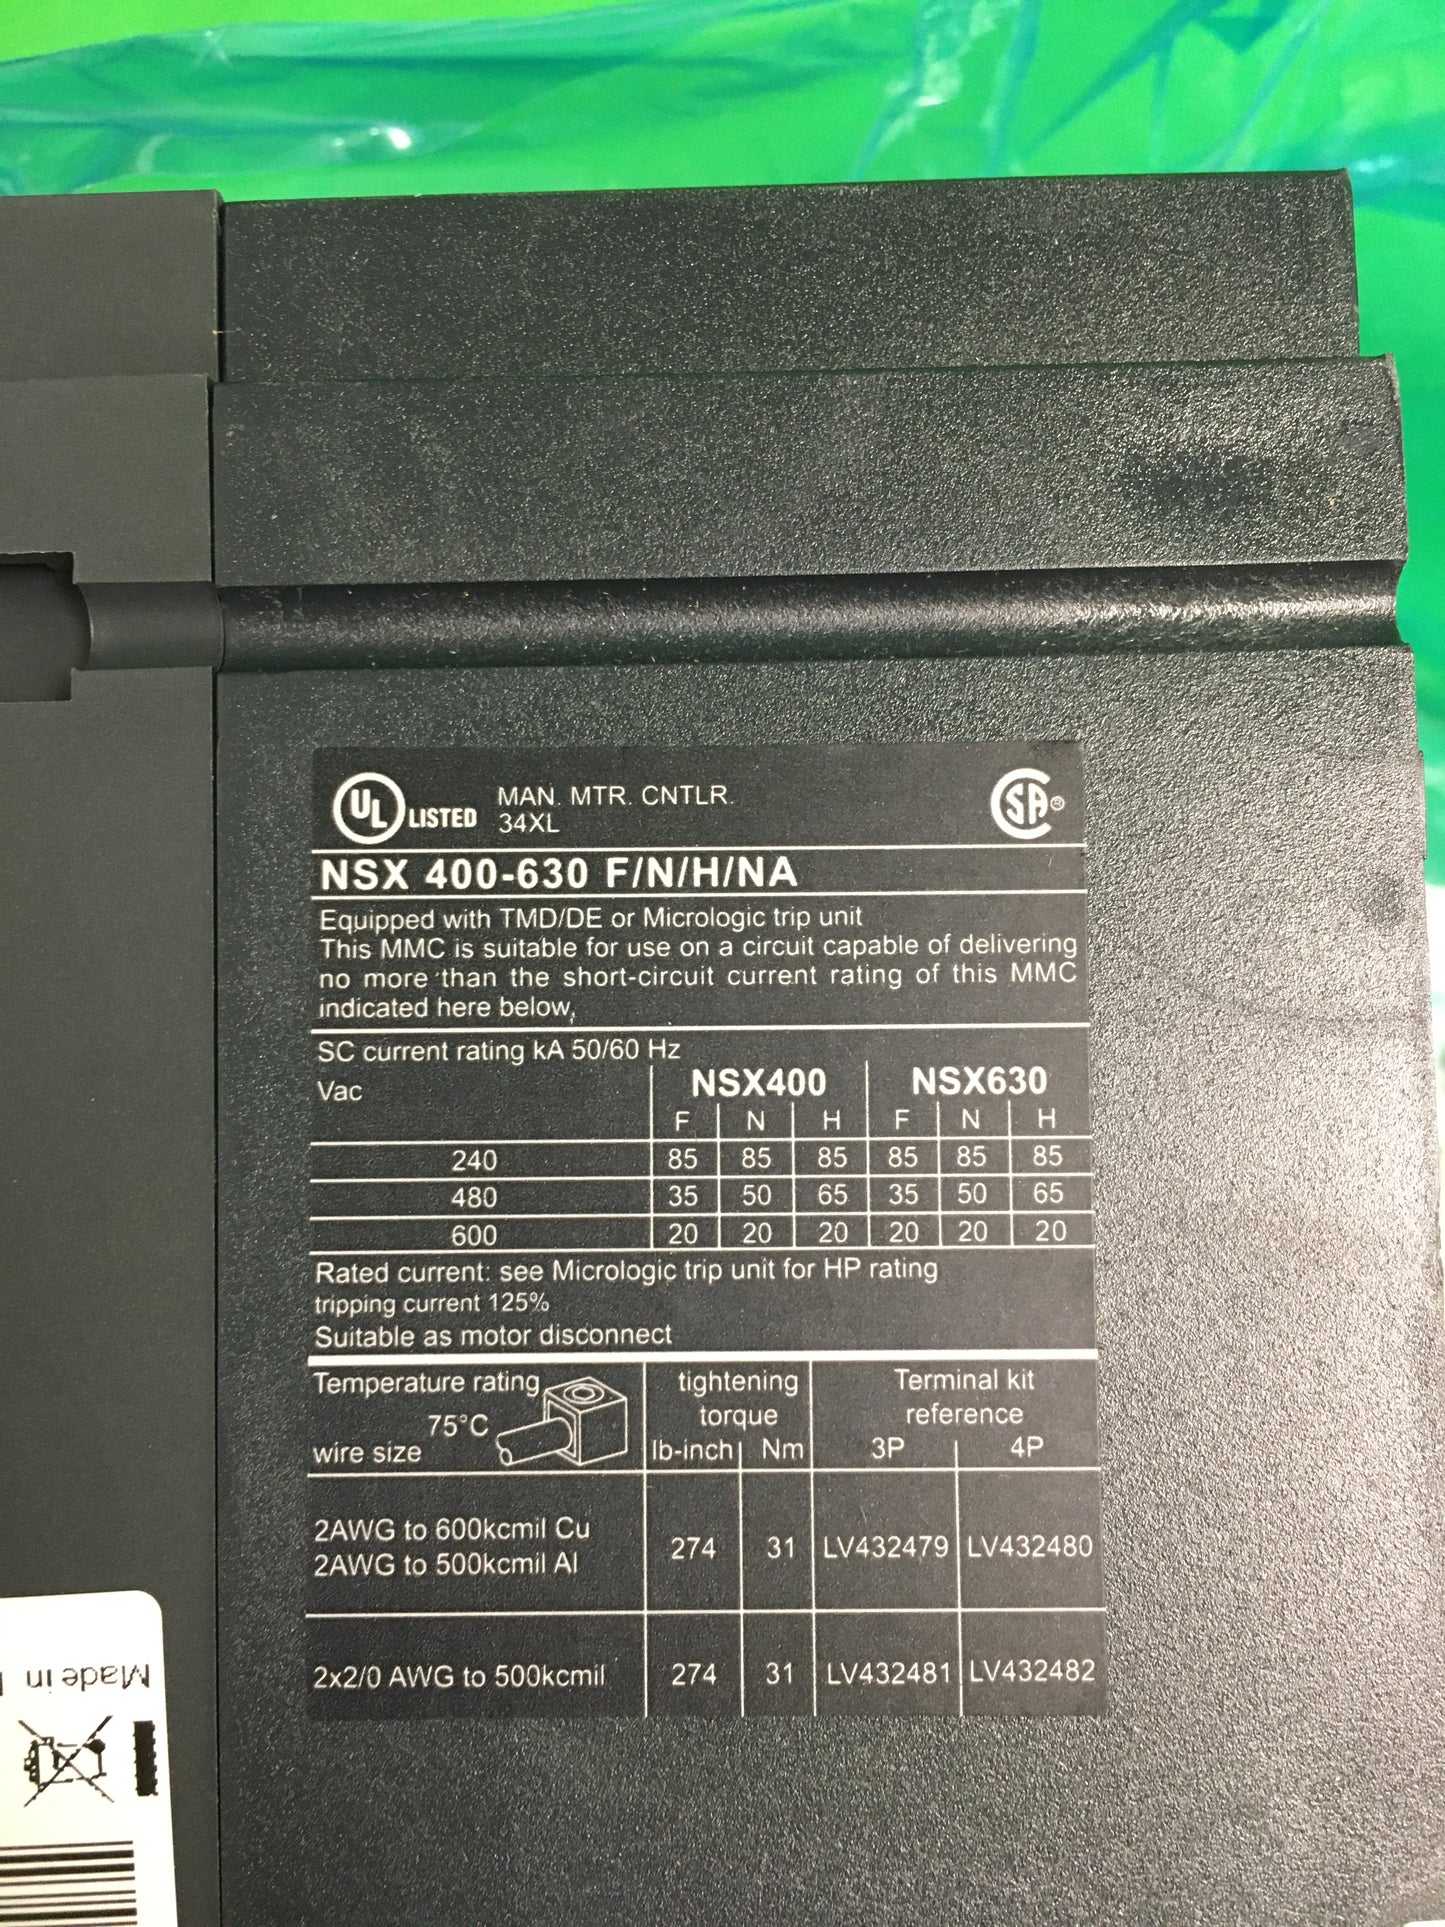 UL LISTED MAN. MTR. CNTLR. SA®
34XL
NSX 400-630 F/N/H/NA
Equipped with TMD/DE or Micrologic trip unit
This MMC is suitable for use on a circuit capable of delivering
no more than the short-circuit current rating of this MMC
indicated here below,
SC current rating kA 50/60 Hz
Vac NSX400 NSX630
F N H F N H
240 85 85 85 85 85 85
480 35 50 65 35 50 65
600 20 20 20 20 20 20
Rated current: see Micrologic trip unit for HP rating
tripping current 125%
Suitable as motor disconnect
Temperature rating tightening Terminal kit
75°C torque reference
wire size lb-inch Nm 3P 4P
2AWG to 600kcmil Cu
2AWG to 500kcmil Al 274 31 LV432479 LV432480
2x2/0 AWG to 500kcmil 274 31 LV432481 LV432482
Made in